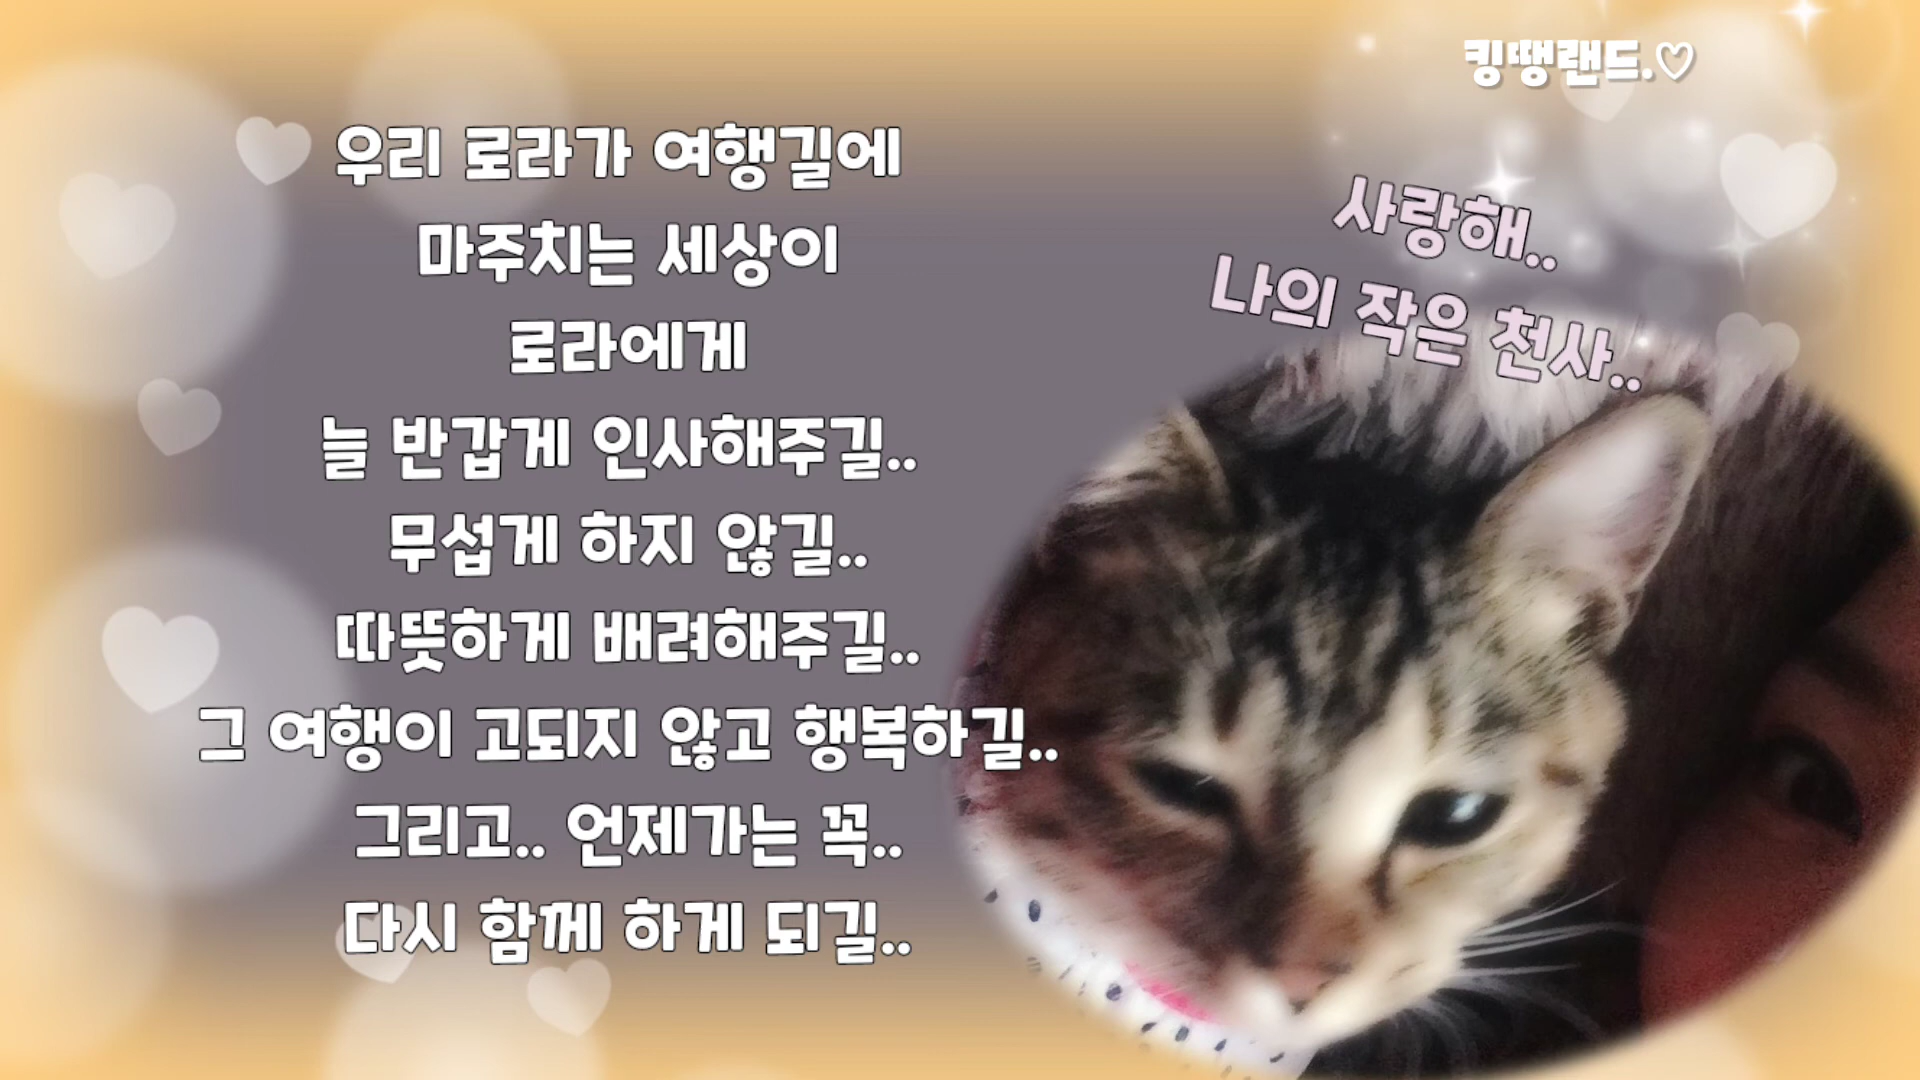 킹땡랜드.♡
우리 로라가 여행길에
마주치는 세상이
로라에게
늘 반갑게 인사해주길..
무섭게 하지 않길..
따뜻하게 배려해주길..
그 여행이 고되지 않고 행복하길..
그리고.. 언제가는 꼭..
다시 함께 하게 되길..
사랑해..
나의 작은 천사..